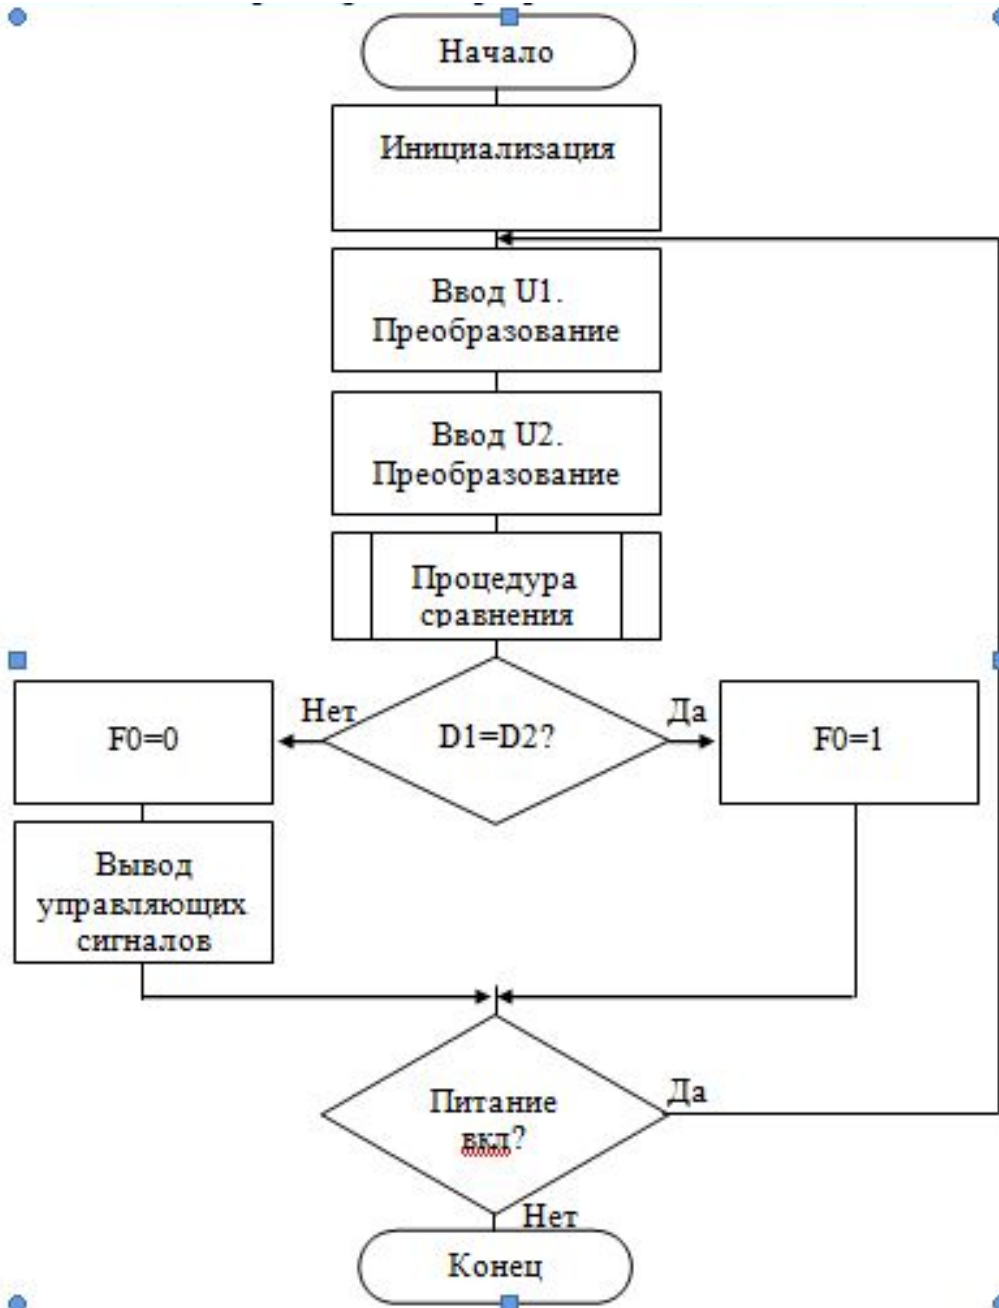 Начало
Инициализация
Ввод U1.
Преобразование
Ввод U2.
Преобразование
Процедура
сравнения
Нет
D1=D2?
Да
F0=0
F0=1
Вывод
управляющих
сигналов
Питание
вкл?
Да
Нет
Конец